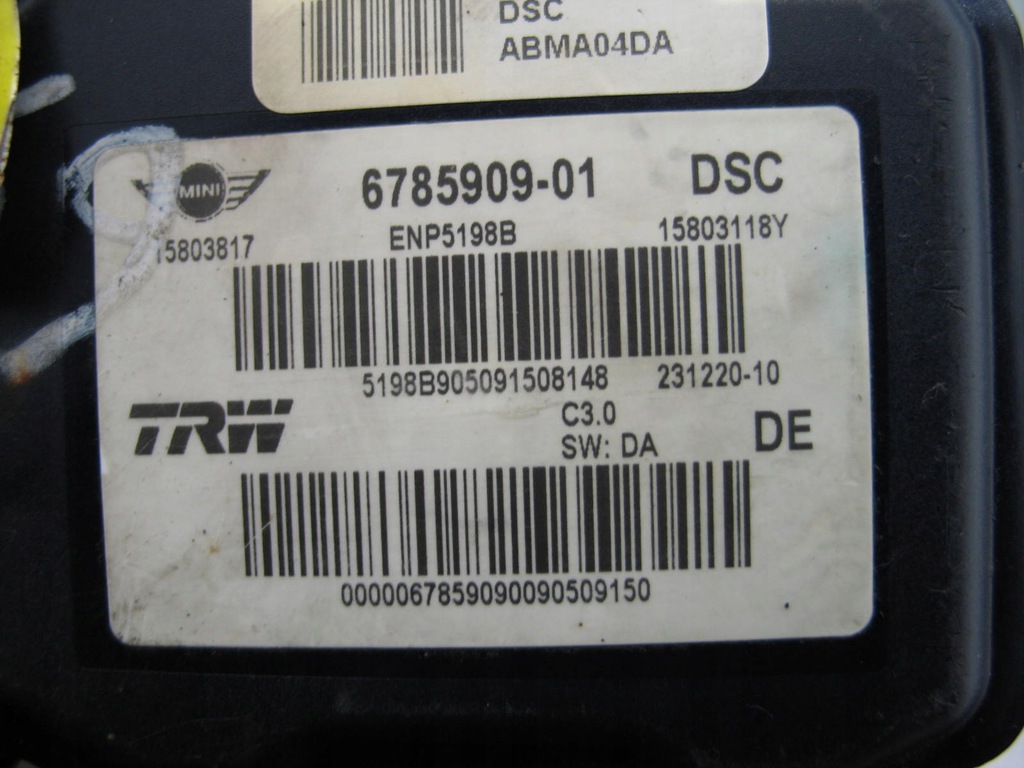 DSC
ABMA04DA
MINI 6785909-01 DSC
15803817 ENP5198B 15803118Y
5198B905091508148 231220-10
TRW C3.0 DE
SW: DA
0000067859090090509150